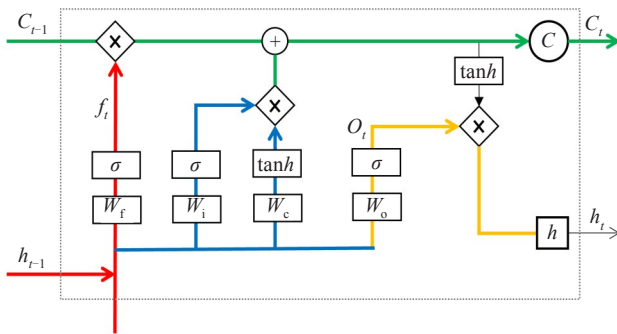 C_{t−1}
×
+
C
C_t
tanh
f_t
×
O_t
×
σ
σ
tanh
σ
W_f
W_i
W_c
W_o
h
h_t
h_{t−1}